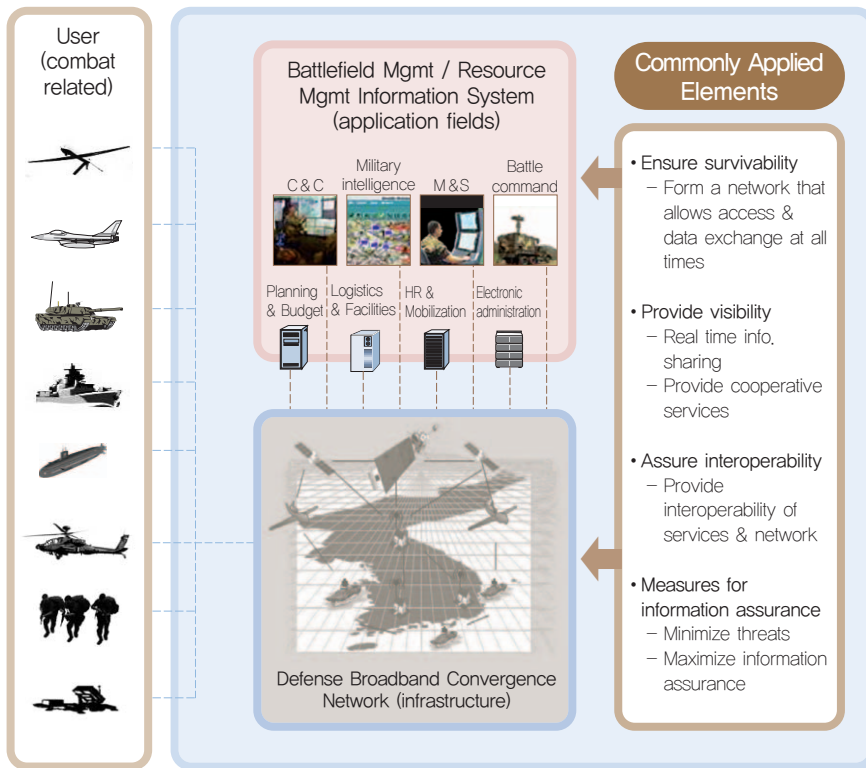 User
(combat
related)
Battlefield Mgmt / Resource
Mgmt Information System
(application fields)
C & C
Military
intelligence
M & S
Battle
command
Planning
& Budget
Logistics
& Facilities
HR &
Mobilization
Electronic
administration
Defense Broadband Convergence
Network (infrastructure)
Commonly Applied
Elements
• Ensure survivability
– Form a network that
allows access &
data exchange at all
times
• Provide visibility
– Real time info.
sharing
– Provide cooperative
services
• Assure interoperability
– Provide
interoperability of
services & network
• Measures for
information assurance
– Minimize threats
– Maximize information
assurance